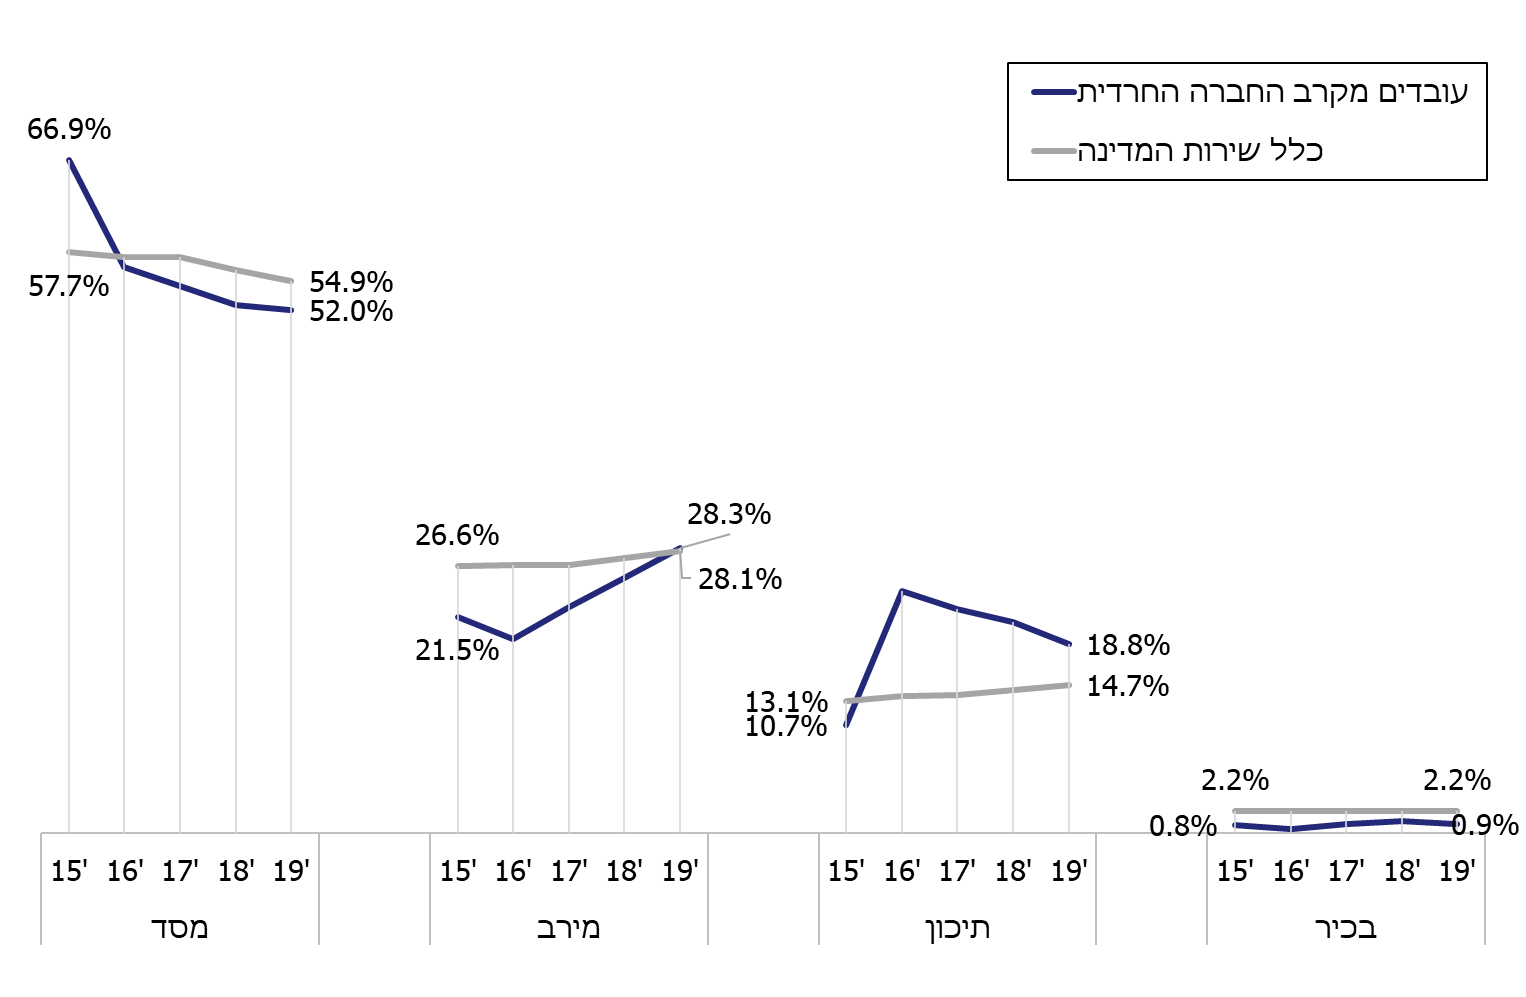 עובדים מקרב החברה החרדית
כלל שירות המדינה
66.9%
57.7%
54.9%
52.0%
26.6%
21.5%
28.3%
28.1%
13.1%
10.7%
18.8%
14.7%
2.2%
2.2%
0.8%
0.9%
15' 16' 17' 18' 19' 15' 16' 17' 18' 19' 15' 16' 17' 18' 19' 15' 16' 17' 18' 19'
מסד
מירב
תיכון
בכיר